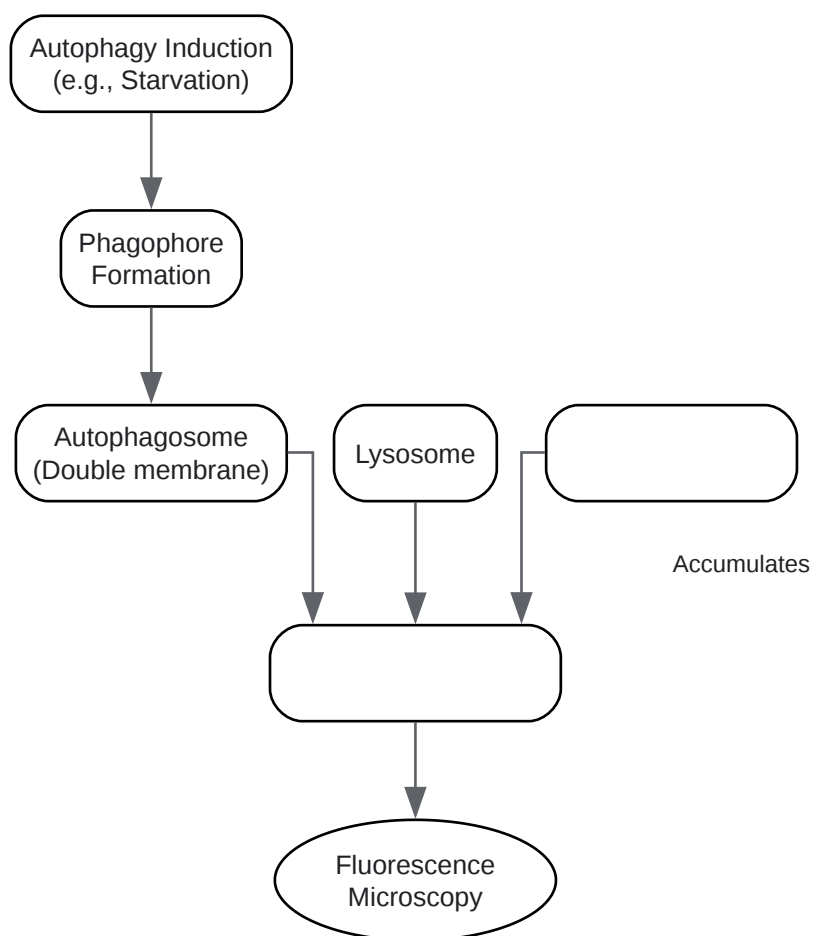 Autophagy Induction
(e.g., Starvation)
Phagophore
Formation
Autophagosome
(Double membrane)
Lysosome
Accumulates
Fluorescence
Microscopy